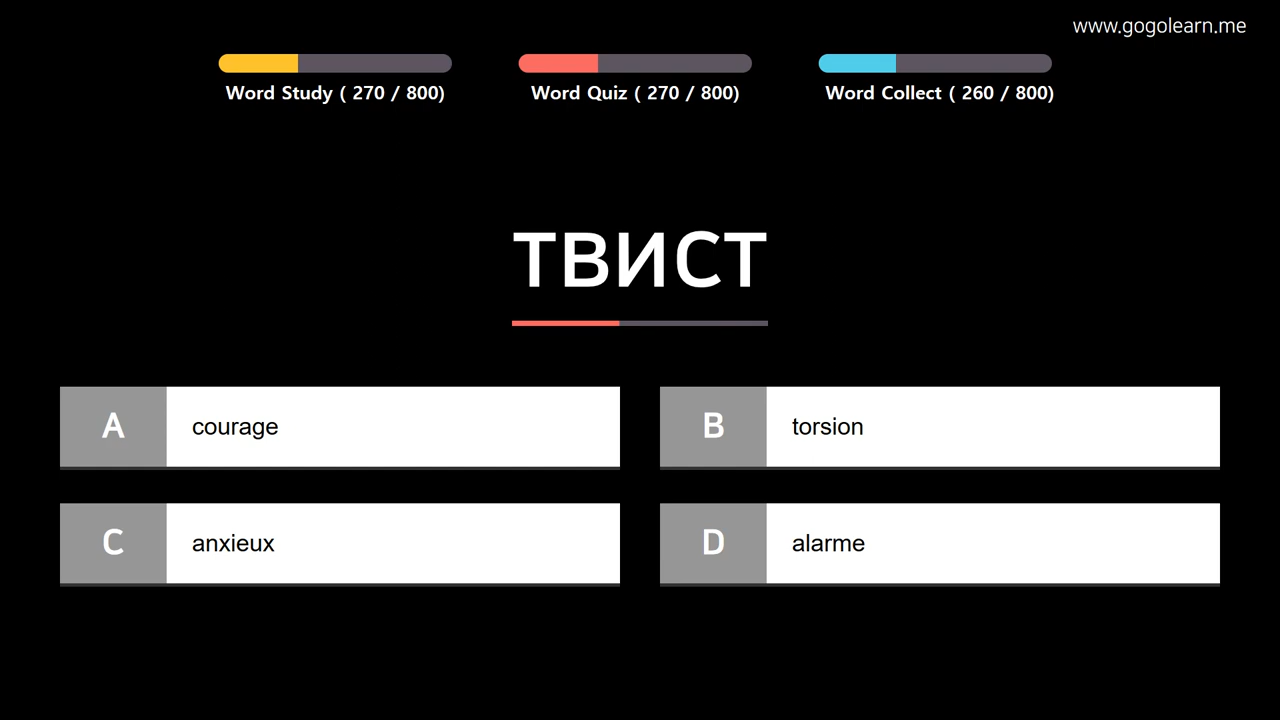 www.gogolearn.me
Word Study ( 270 / 800)
Word Quiz ( 270 / 800)
Word Collect ( 260 / 800)
ТВИСТ
A courage
B torsion
C anxieux
D alarme